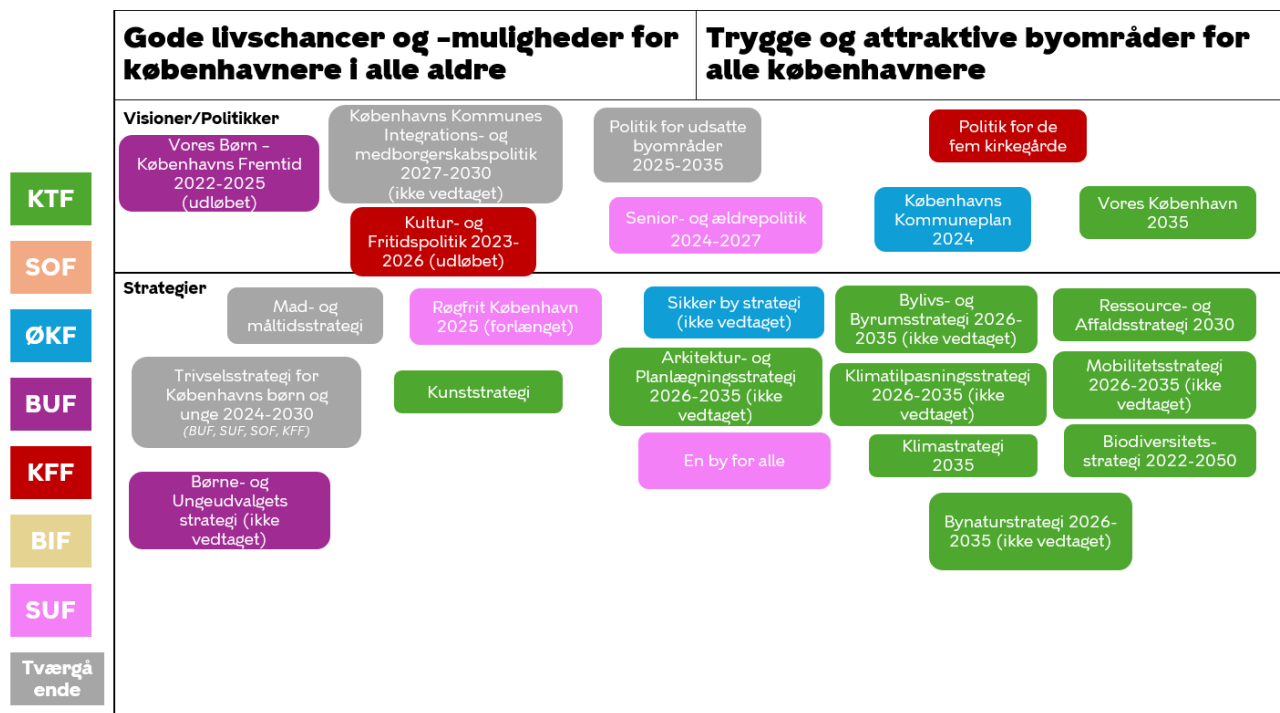 Gode livschancer og -muligheder for
københavnere i alle aldre
Trygge og attraktive byområder for
alle københavnere
KTF
SOF
ØKF
BUF
KFF
BIF
SUF
Tværgå
ende
Visioner/Politikker
Vores Børn –
Københavns Fremtid
2022-2025
(udløbet)
Københavns Kommunes
Integrations- og
medborgerskabspolitik
2027-2030
(ikke vedtaget)
Kultur- og
Fritidspolitik 2023-
2026 (udløbet)
Politik for udsatte
byområder
2025-2035
Senior- og ældrepolitik
2024-2027
Politik for de
fem kirkegårde
Københavns
Kommuneplan
2024
Vores København
2035
Strategier
Mad- og
måltidsstrategi
Røgfrit København
2025 (forlænget)
Sikker by strategi
(ikke vedtaget)
Bylivs- og
Byrumsstrategi 2026-
2035 (ikke vedtaget)
Ressource- og
Affaldsstrategi 2030
Trivselsstrategi for
Københavns børn og
unge 2024-2030
(BUF, SUF, SOF, KFF)
Kunststrategi
Arkitektur- og
Planlægningsstrategi
2026-2035 (ikke
vedtaget)
Klimatilpasningsstrategi
2026-2035 (ikke
vedtaget)
Mobilitetsstrategi
2026-2035 (ikke
vedtaget)
En by for alle
Klimastrategi
2035
Biodiversitets-
strategi 2022-2050
Børne- og
Ungeudvalgets
strategi (ikke
vedtaget)
Bynaturstrategi 2026-
2035 (ikke vedtaget)